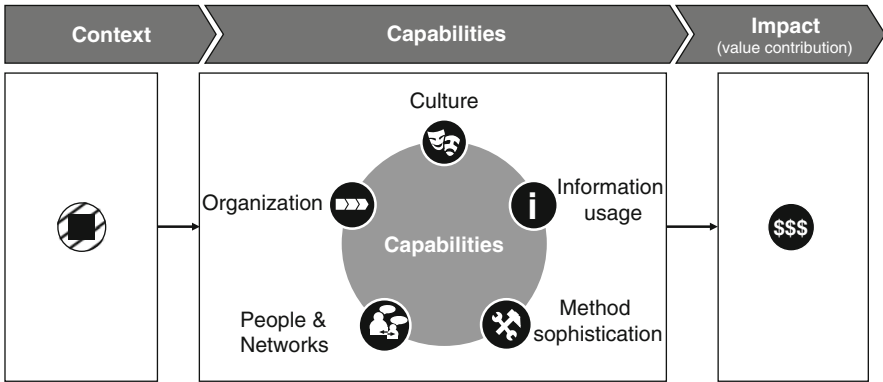 Context
Capabilities
Impact
(value contribution)
Culture
Organization
Information
usage
i
Capabilities
$$$
People &
Networks
Method
sophistication